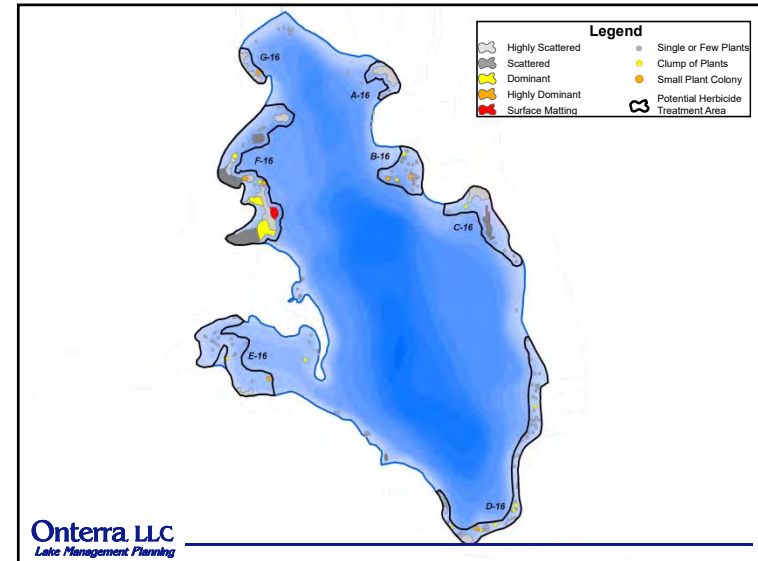 Legend
Highly Scattered
Scattered
Dominant
Highly Dominant
Surface Matting
Single or Few Plants
Clump of Plants
Small Plant Colony
Potential Herbicide
Treatment Area
G-16
A-16
F-16
B-16
C-16
E-16
D-16
Onterra LLC
Lake Management Planning